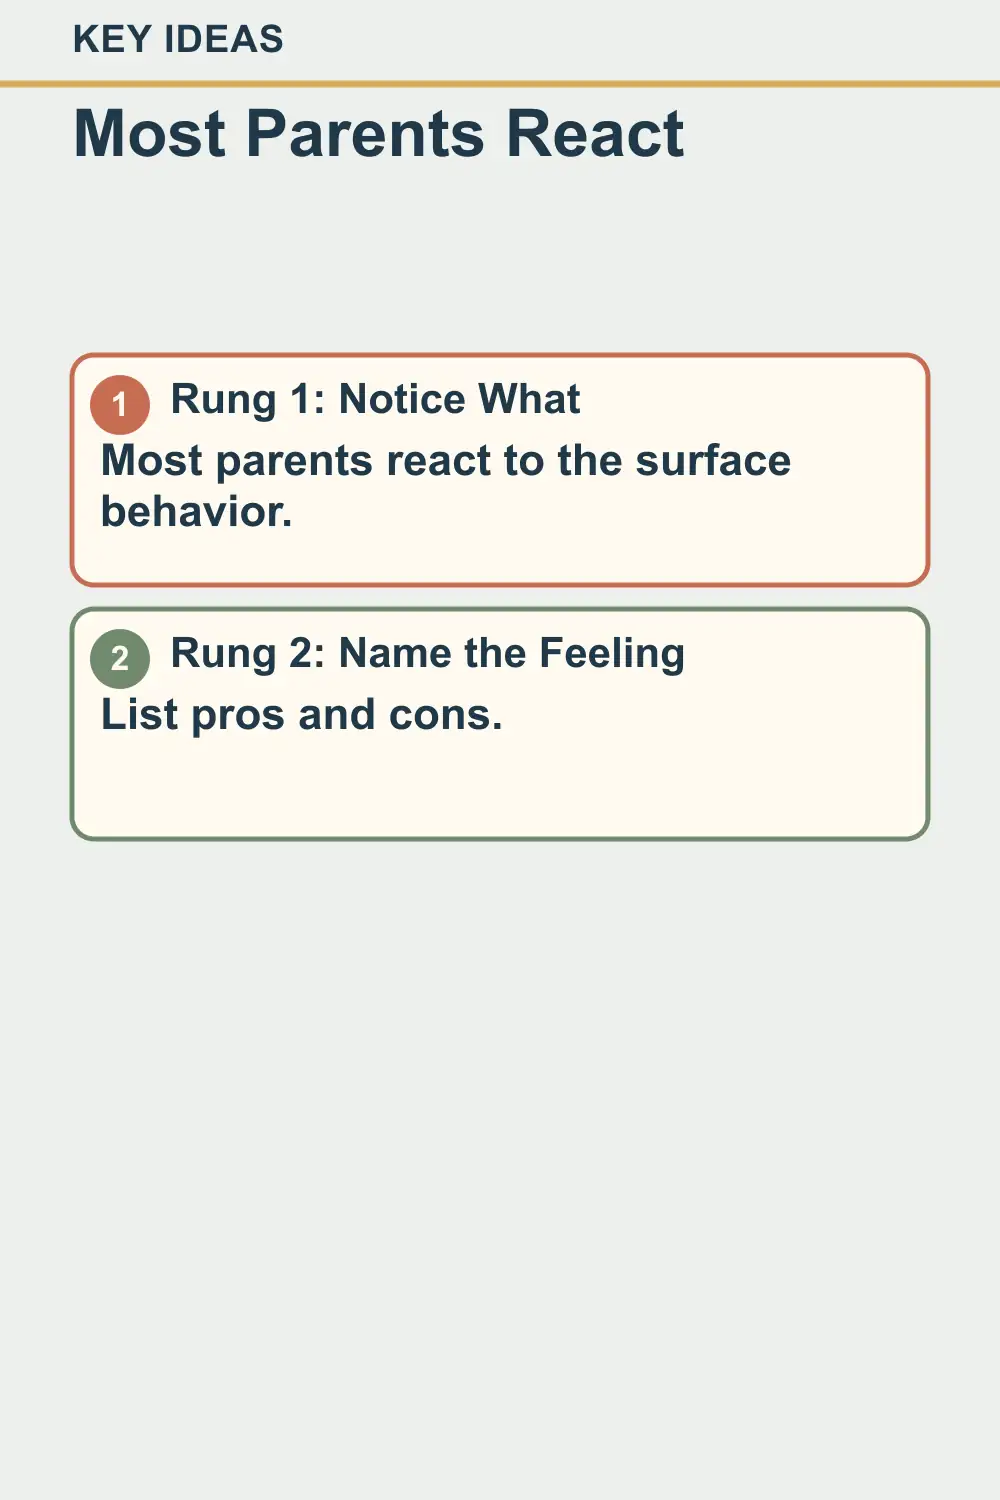 KEY IDEAS
Most Parents React
1 Rung 1: Notice What
Most parents react to the surface
behavior.
2 Rung 2: Name the Feeling
List pros and cons.